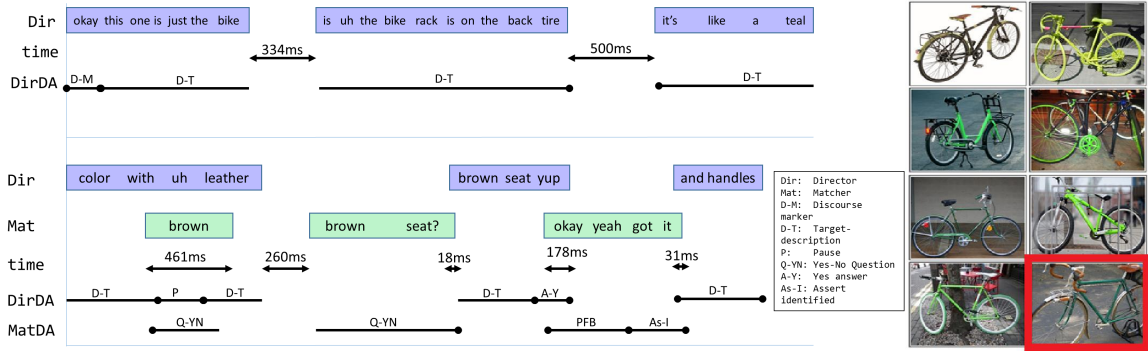 Dir okay this one is just the bike is uh the bike rack is on the back tire it's like a teal
time 334ms 500ms
DirDA D-M D-T D-T D-T
Dir color with uh leather brown seat yup and handles
Mat brown brown seat? okay yeah got it
time 461ms 260ms 18ms 178ms 31ms
DirDA D-T P D-T D-T A-Y D-T
MatDA Q-YN Q-YN PFB As-I
Dir: Director
Mat: Matcher
D-M: Discourse
marker
D-T: Target-
description
P: Pause
Q-YN: Yes-No Question
A-Y: Yes answer
As-I: Assert
identified